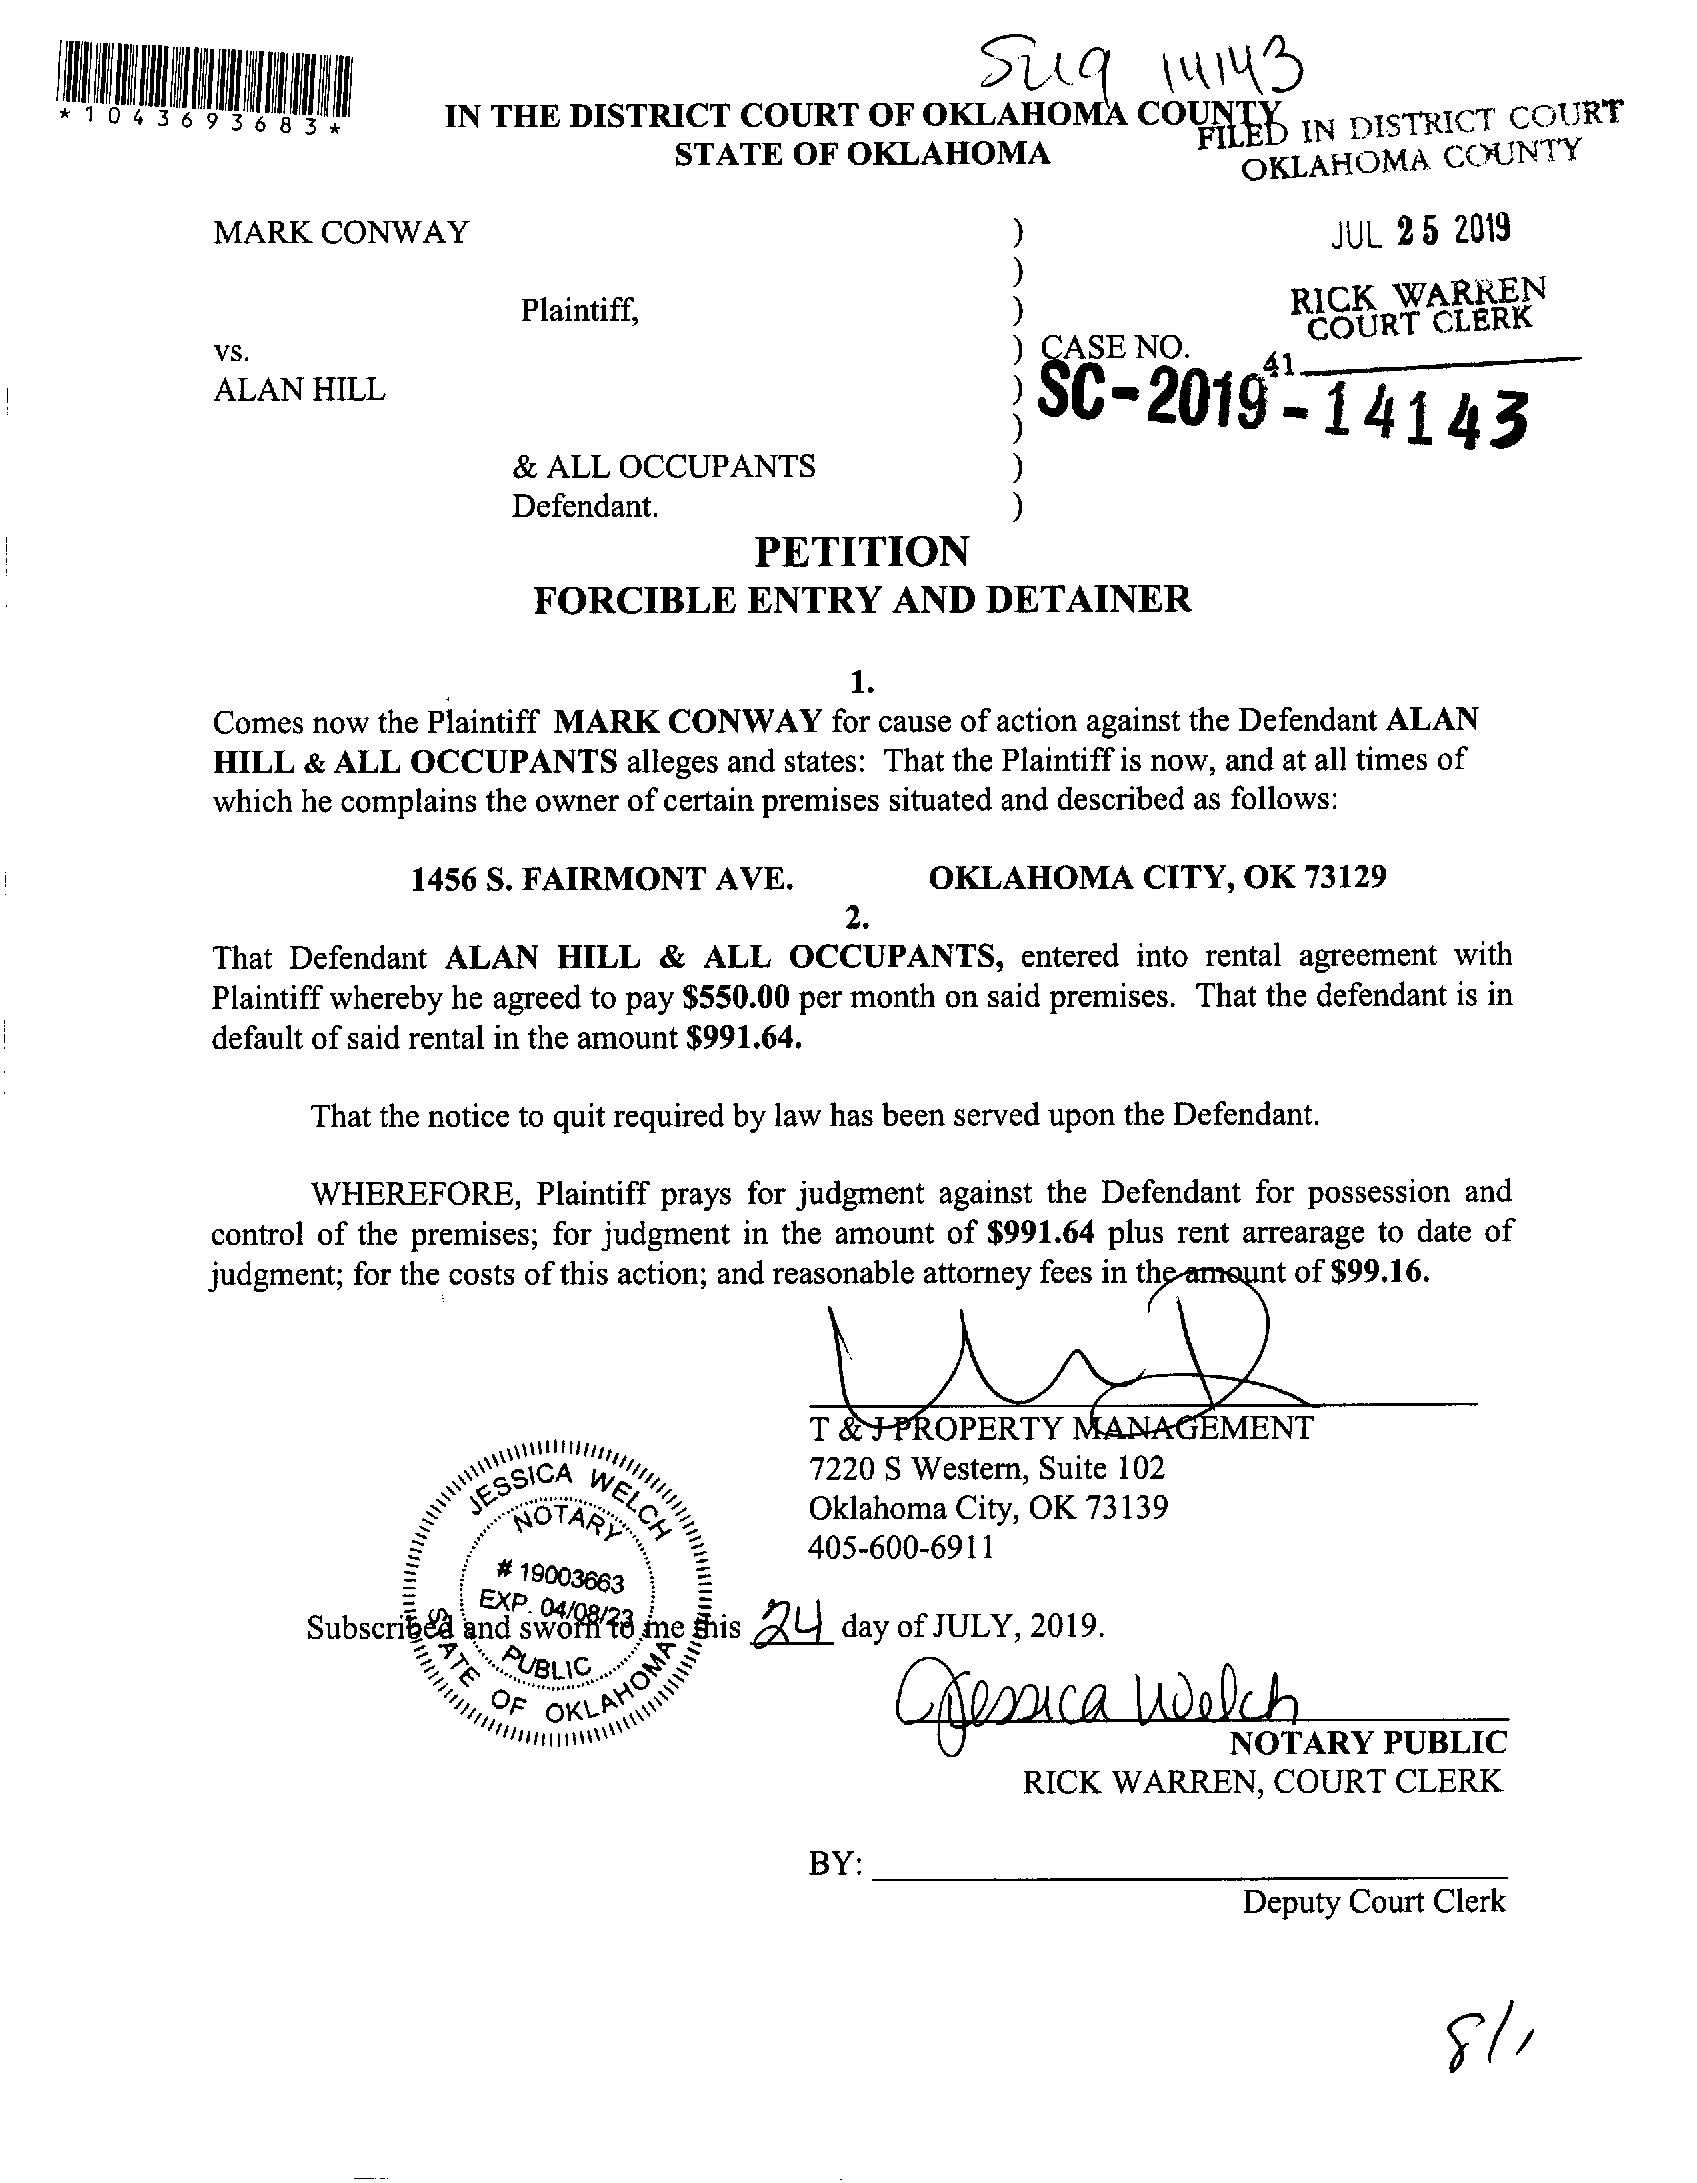 14143
*1043693683*
IN THE DISTRICT COURT OF OKLAHOMA COUNTY
STATE OF OKLAHOMA
FILED IN DISTRICT COURT
OKLAHOMA COUNTY
JUL 25 2019
RICK WARREN
COURT CLERK
41
MARK CONWAY )
)
Plaintiff, )
vs. ) CASE NO.
ALAN HILL ) SC-2019-14143
)
& ALL OCCUPANTS )
Defendant. )
PETITION
FORCIBLE ENTRY AND DETAINER
1.
Comes now the Plaintiff MARK CONWAY for cause of action against the Defendant ALAN
HILL & ALL OCCUPANTS alleges and states: That the Plaintiff is now, and at all times of
which he complains the owner of certain premises situated and described as follows:
1456 S. FAIRMONT AVE. OKLAHOMA CITY, OK 73129
2.
That Defendant ALAN HILL & ALL OCCUPANTS, entered into rental agreement with
Plaintiff whereby he agreed to pay $550.00 per month on said premises. That the defendant is in
default of said rental in the amount $991.64.
That the notice to quit required by law has been served upon the Defendant.
WHEREFORE, Plaintiff prays for judgment against the Defendant for possession and
control of the premises; for judgment in the amount of $991.64 plus rent arrearage to date of
judgment; for the costs of this action; and reasonable attorney fees in the amount of $99.16.
T & J PROPERTY MANAGEMENT
7220 S Western, Suite 102
Oklahoma City, OK 73139
405-600-6911
JESSICA WELCH
NOTARY
# 19003663
EXP. 04/08/23
PUBLIC
STATE OF OKLAHOMA
Subscribed and sworn to me this 24 day of JULY, 2019.
Jessica Welch
NOTARY PUBLIC
RICK WARREN, COURT CLERK
BY:
Deputy Court Clerk
8/1